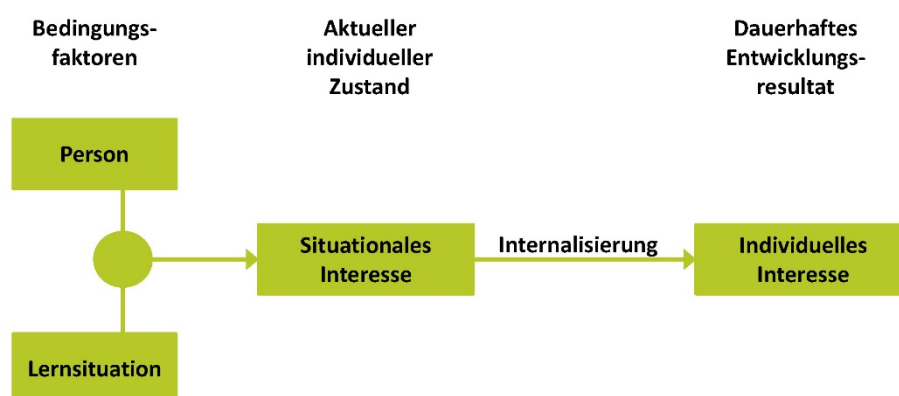 Bedingungs-
faktoren
Aktueller
individueller
Zustand
Dauerhaftes
Entwicklungs-
resultat
Person
Situationales
Interesse
Internalisierung
Individuelles
Interesse
Lernsituation